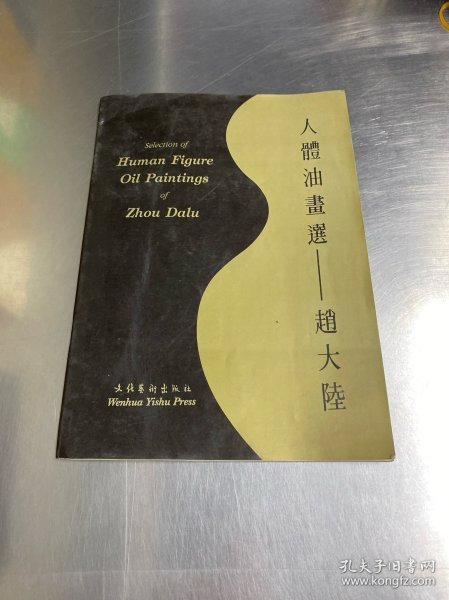 Selection of
Human Figure
Oil Paintings
of
Zhou Dalu
人體油畫選——趙大陸
文化藝術出版社
Wenhua Yishu Press
孔夫子旧书网
www.kongfz.com